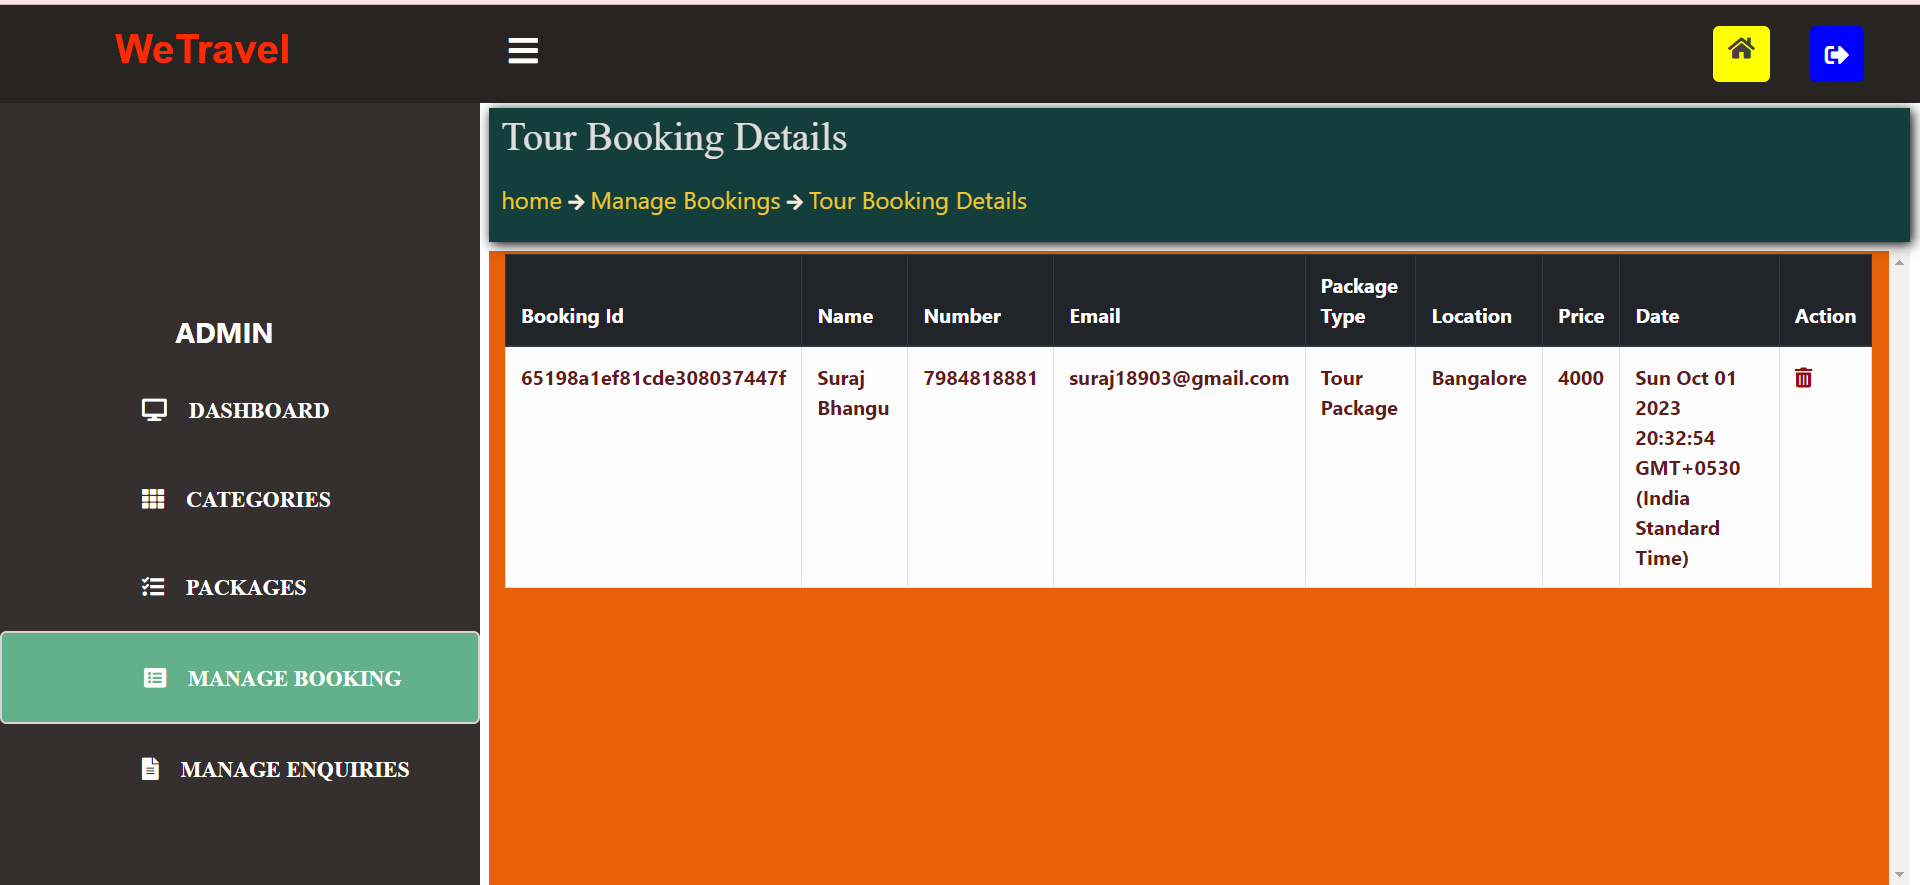 WeTravel
Tour Booking Details
home Manage Bookings Tour Booking Details
ADMIN
DASHBOARD
CATEGORIES
PACKAGES
MANAGE BOOKING
MANAGE ENQUIRIES
Booking Id Name Number Email Package Type Location Price Date Action
65198a1ef81cde308037447f Suraj Bhangu 7984818881 suraj18903@gmail.com Tour Package Bangalore 4000 Sun Oct 01 2023 20:32:54 GMT+0530 (India Standard Time)